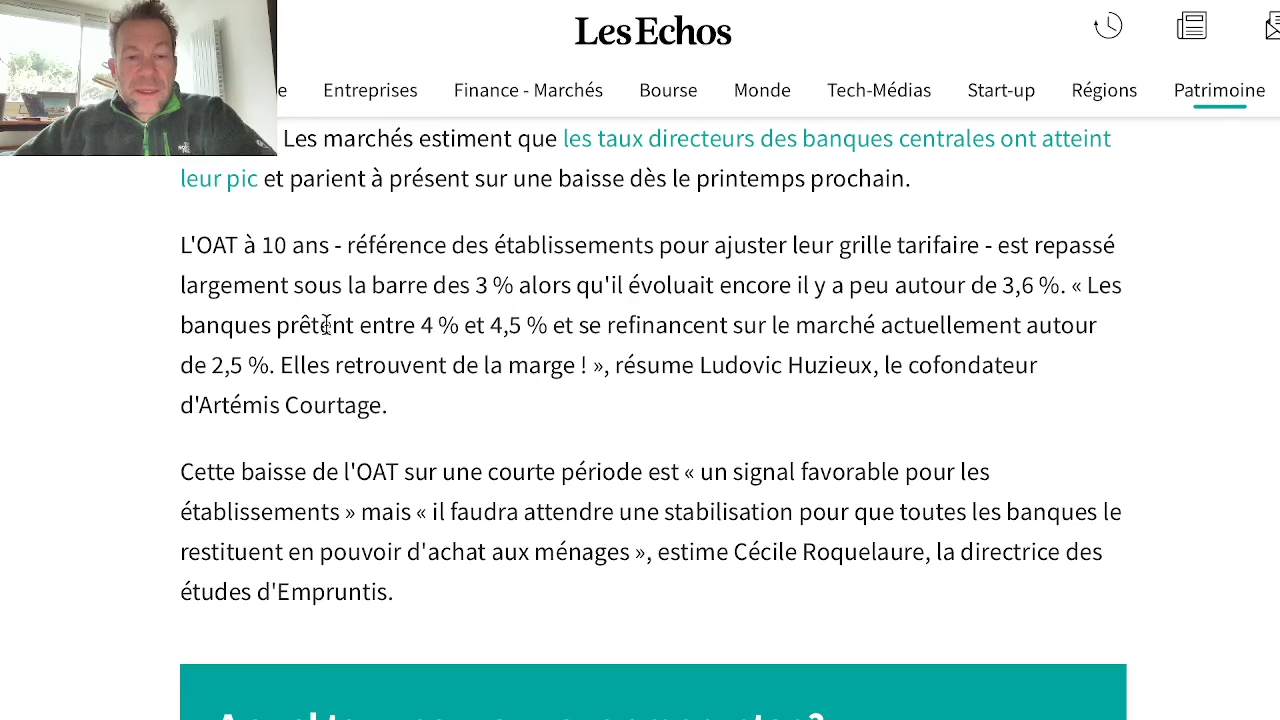 Les Echos
e Entreprises Finance - Marchés Bourse Monde Tech-Médias Start-up Régions Patrimoine
Les marchés estiment que les taux directeurs des banques centrales ont atteint
leur pic et parient à présent sur une baisse dès le printemps prochain.
L'OAT à 10 ans - référence des établissements pour ajuster leur grille tarifaire - est repassé
largement sous la barre des 3 % alors qu'il évoluait encore il y a peu autour de 3,6 %. « Les
banques prêtent entre 4 % et 4,5 % et se refinancent sur le marché actuellement autour
de 2,5 %. Elles retrouvent de la marge ! », résume Ludovic Huzieux, le cofondateur
d'Artémis Courtage.
Cette baisse de l'OAT sur une courte période est « un signal favorable pour les
établissements » mais « il faudra attendre une stabilisation pour que toutes les banques le
restituent en pouvoir d'achat aux ménages », estime Cécile Roquelaure, la directrice des
études d'Empruntis.